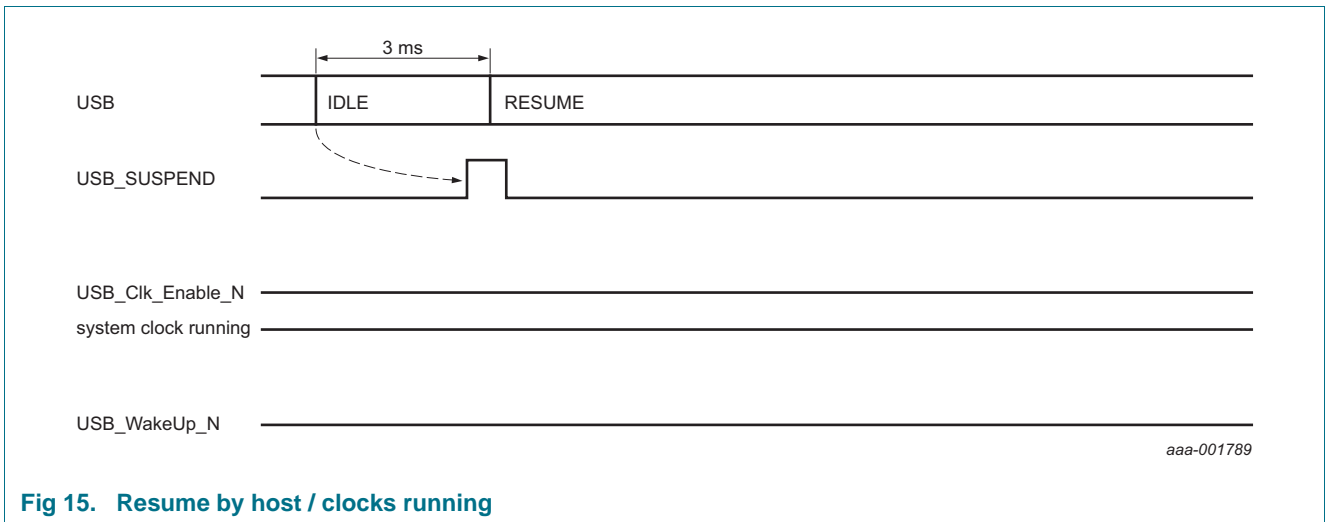 3 ms
USB
IDLE
RESUME
USB_SUSPEND
USB_Clk_Enable_N
system clock running
USB_WakeUp_N
aaa-001789
Fig 15. Resume by host / clocks running